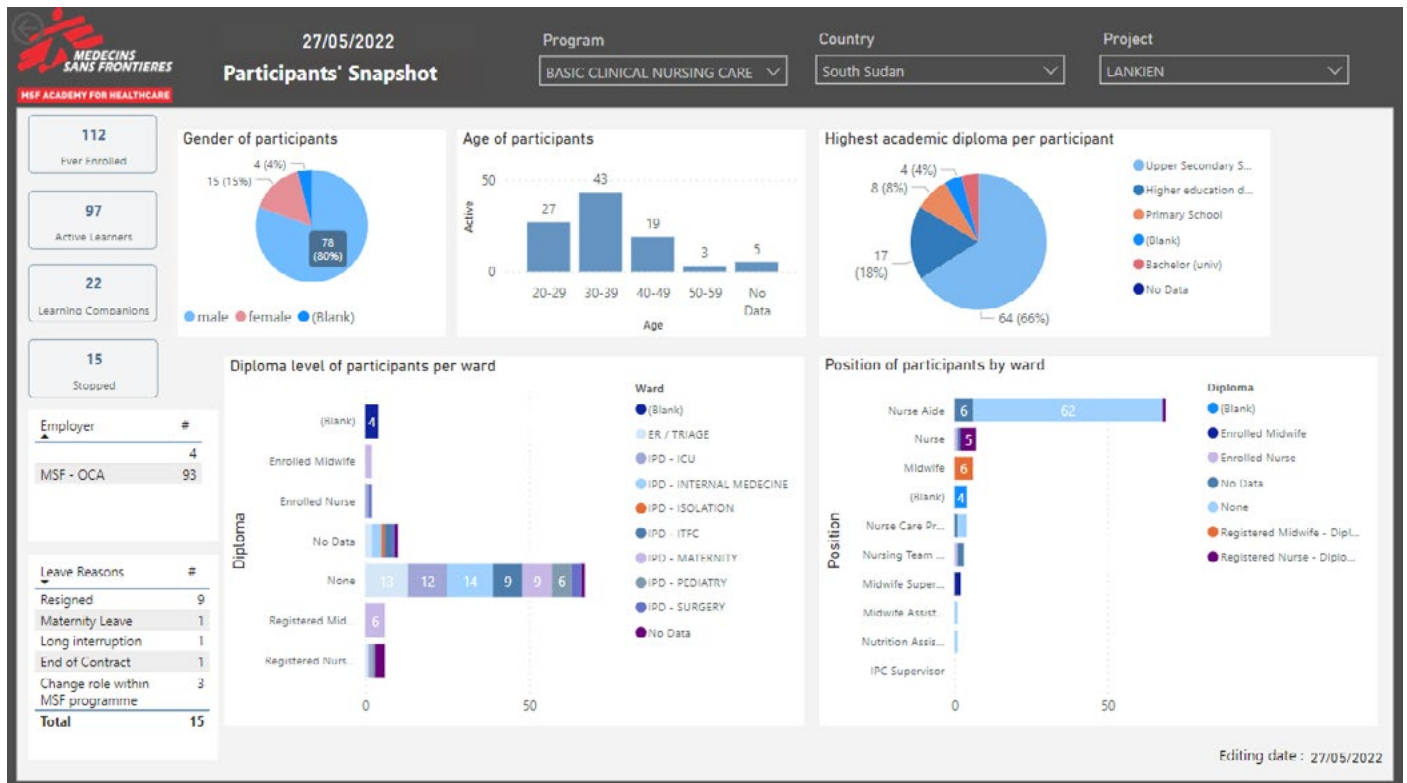 MEDECINS
SANS FRONTIERES
MSF ACADEMY FOR HEALTHCARE
27/05/2022
Participants' Snapshot
Program
BASIC CLINICAL NURSING CARE
Country
South Sudan
Project
LANKIEN
112
Ever Enrolled
97
Active Learners
22
Learning Companions
15
Stopped
Gender of participants
4 (4%)
15 (15%)
78
(80%)
male female (Blank)
Age of participants
Active
50
0
27
43
19
3
5
20-29 30-39 40-49 50-59 No
Data
Age
Highest academic diploma per participant
4 (4%)
8 (8%)
17
(18%)
64 (66%)
Upper Secondary S...
Higher education d...
Primary School
(Blank)
Bachelor (univ)
No Data
Employer #
4
MSF - OCA 93
Leave Reasons #
Resigned 9
Maternity Leave 1
Long interruption 1
End of Contract 1
Change role within 3
MSF programme
Total 15
Diploma level of participants per ward
Diploma
(Blank) 4
Enrolled Midwife
Enrolled Nurse
No Data
None 13 12 14 9 9 6
Registered Mid... 6
Registered Nurs...
0 50
Ward
(Blank)
ER / TRIAGE
IPD - ICU
IPD - INTERNAL MEDECINE
IPD - ISOLATION
IPD - ITFC
IPD - MATERNITY
IPD - PEDIATRY
IPD - SURGERY
No Data
Position of participants by ward
Position
Nurse Aide 6 62
Nurse 5
Midwife 6
(Blank) 4
Nurse Care Pr...
Nursing Team ...
Midwife Super...
Midwife Assist...
Nutrition Assis...
IPC Supervisor
0 50
Diploma
(Blank)
Enrolled Midwife
Enrolled Nurse
No Data
None
Registered Midwife - Dipl...
Registered Nurse - Diplo...
Editing date : 27/05/2022